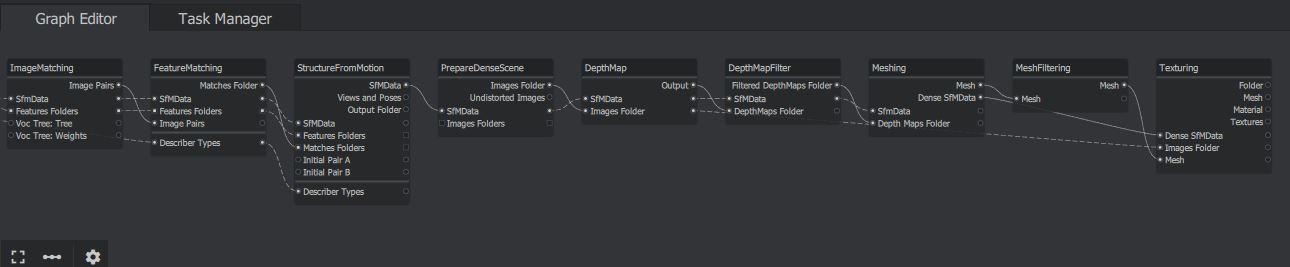 Graph Editor
Task Manager
ImageMatching
Image Pairs
SfmData
Features Folders
Voc Tree: Tree
Voc Tree: Weights
FeatureMatching
Matches Folder
SfMData
Features Folders
Image Pairs
Describer Types
StructureFromMotion
SfMData
Views and Poses
Output Folder
SfMData
Features Folders
Matches Folders
Initial Pair A
Initial Pair B
Describer Types
PrepareDenseScene
Images Folder
Undistorted Images
SfMData
Images Folders
DepthMap
Output
SfMData
Images Folder
DepthMapFilter
Filtered DepthMaps Folder
SfMData
DepthMaps Folder
Meshing
Mesh
Dense SfMData
SfmData
Depth Maps Folder
MeshFiltering
Mesh
Mesh
Texturing
Folder
Mesh
Material
Textures
Dense SfMData
Images Folder
Mesh